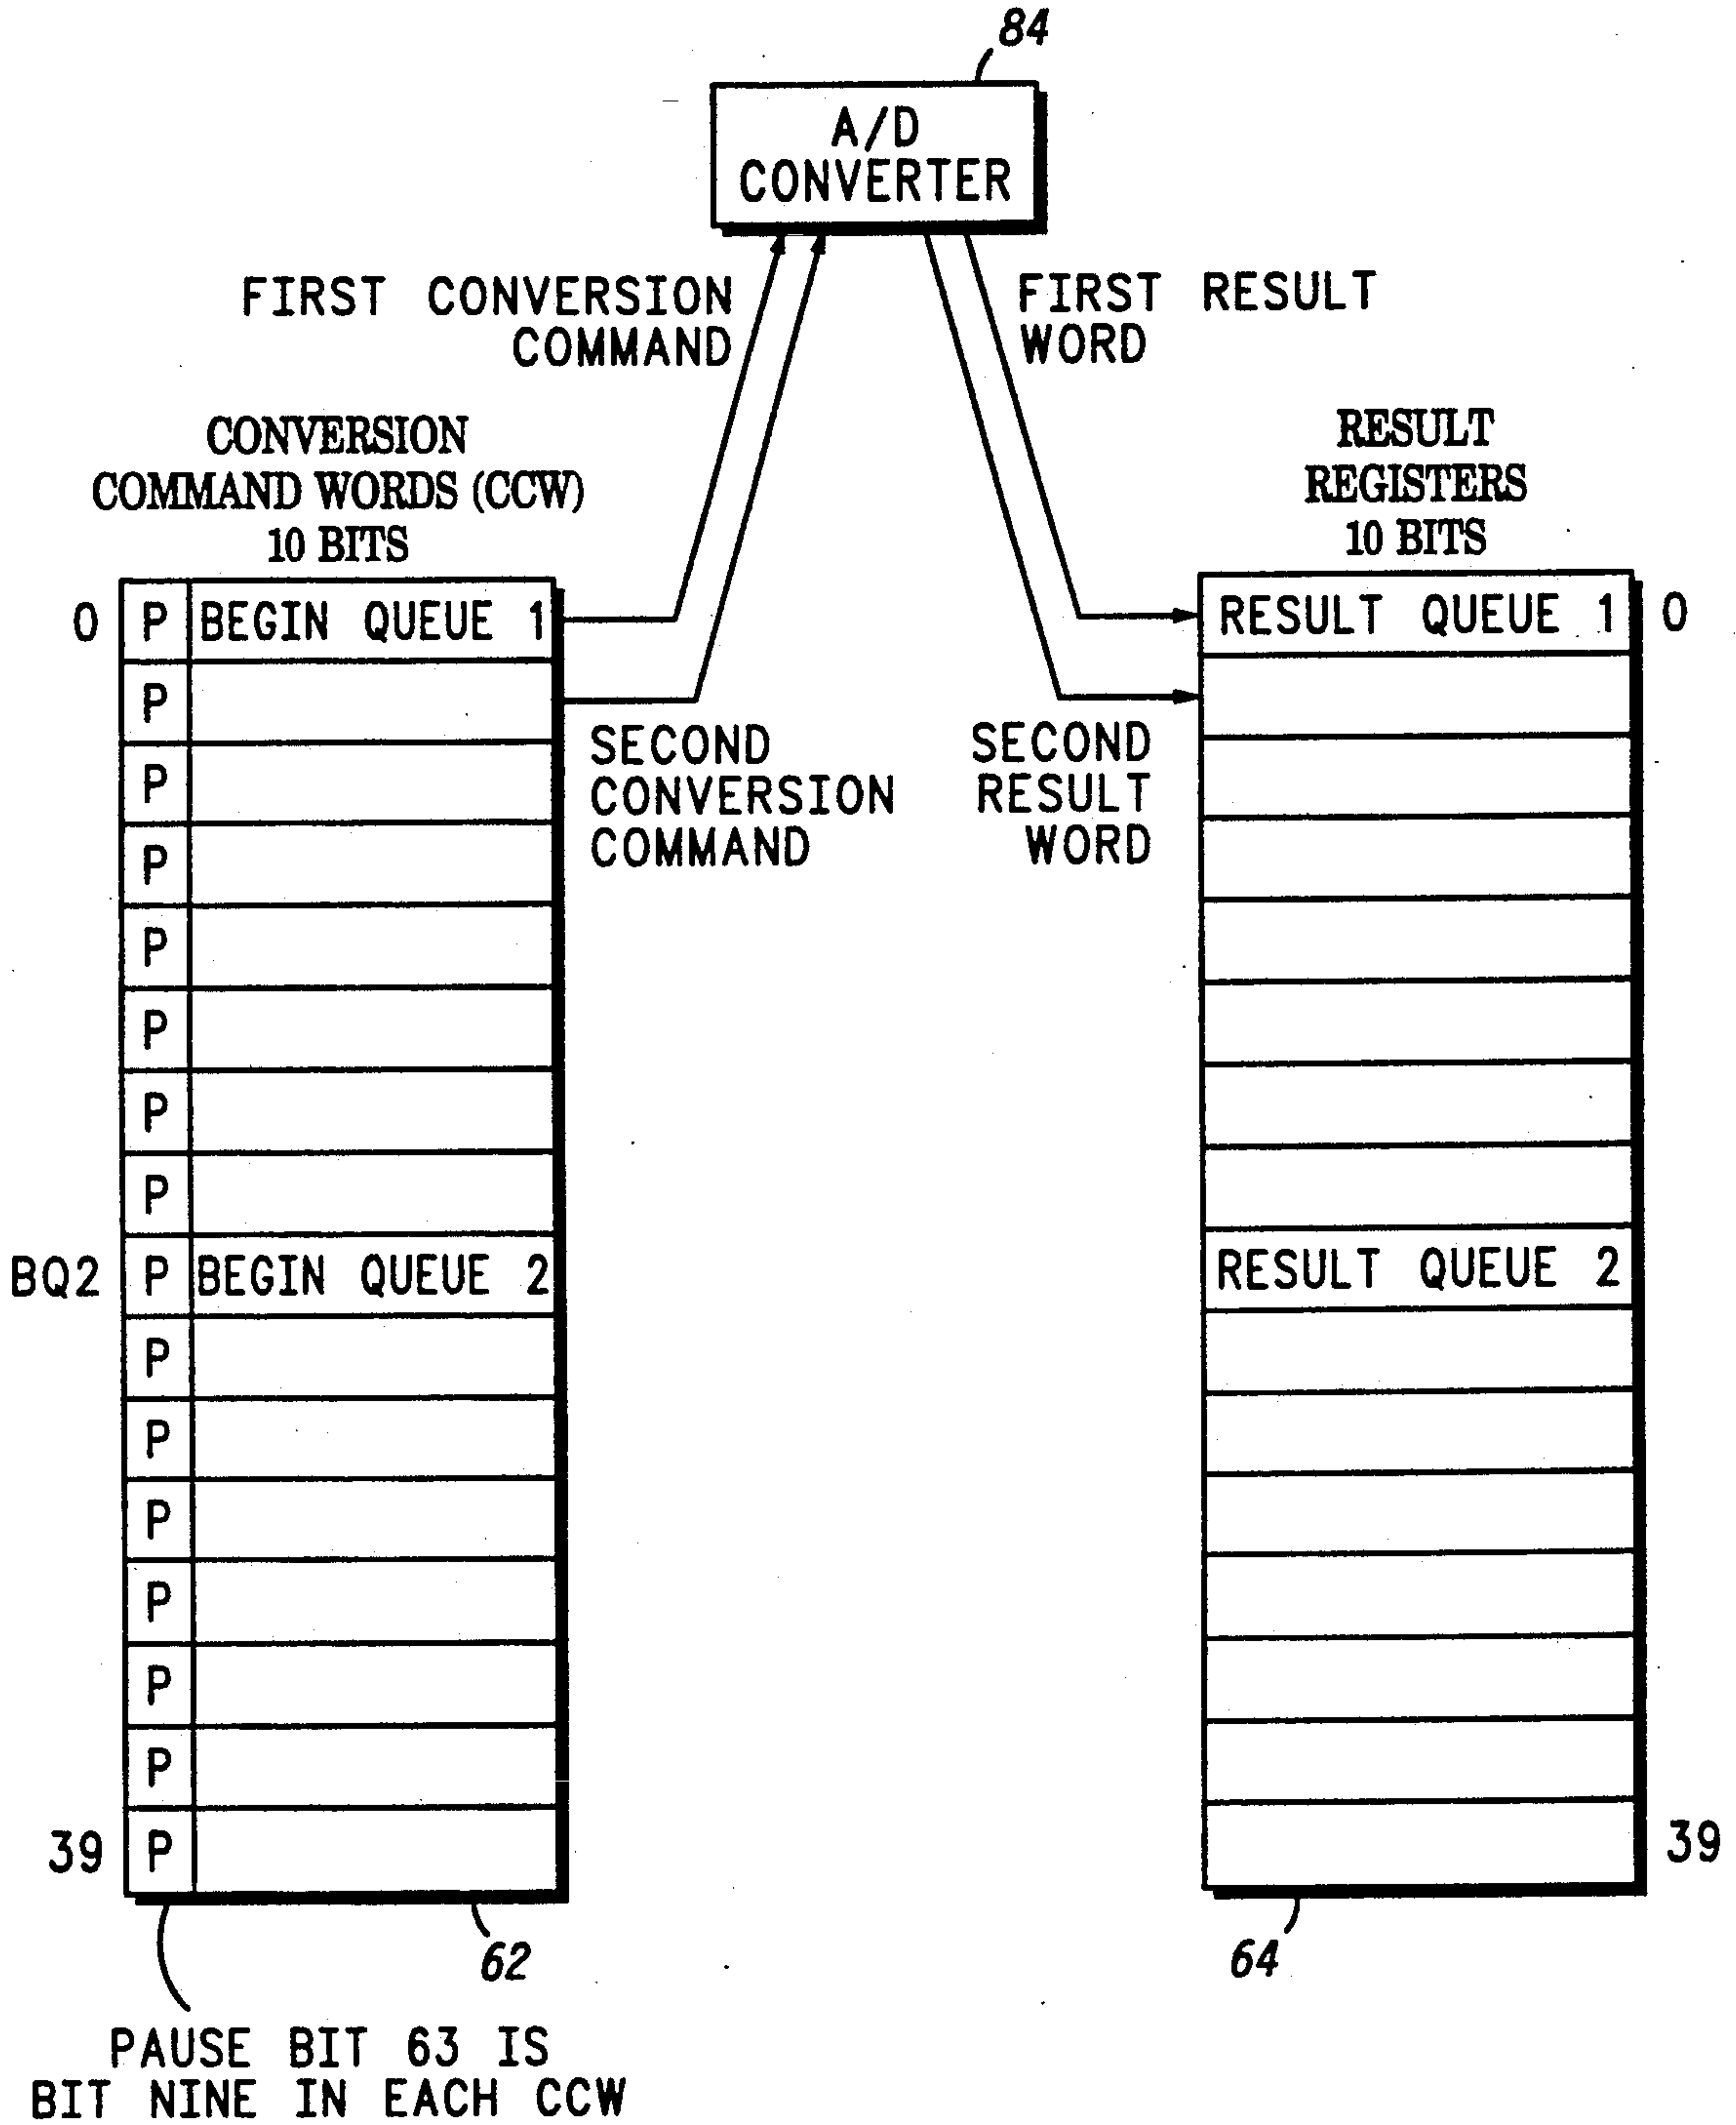 84
A/D
CONVERTER
FIRST CONVERSION
COMMAND
FIRST RESULT
WORD
CONVERSION
COMMAND WORDS (CCW)
10 BITS
RESULT
REGISTERS
10 BITS
0 P BEGIN QUEUE 1
RESULT QUEUE 1 0
P
SECOND
CONVERSION
COMMAND
SECOND
RESULT
WORD
P
P
P
P
P
P
BQ2 P BEGIN QUEUE 2
RESULT QUEUE 2
P
P
P
P
P
P
39 P
39
62
64
PAUSE BIT 63 IS
BIT NINE IN EACH CCW